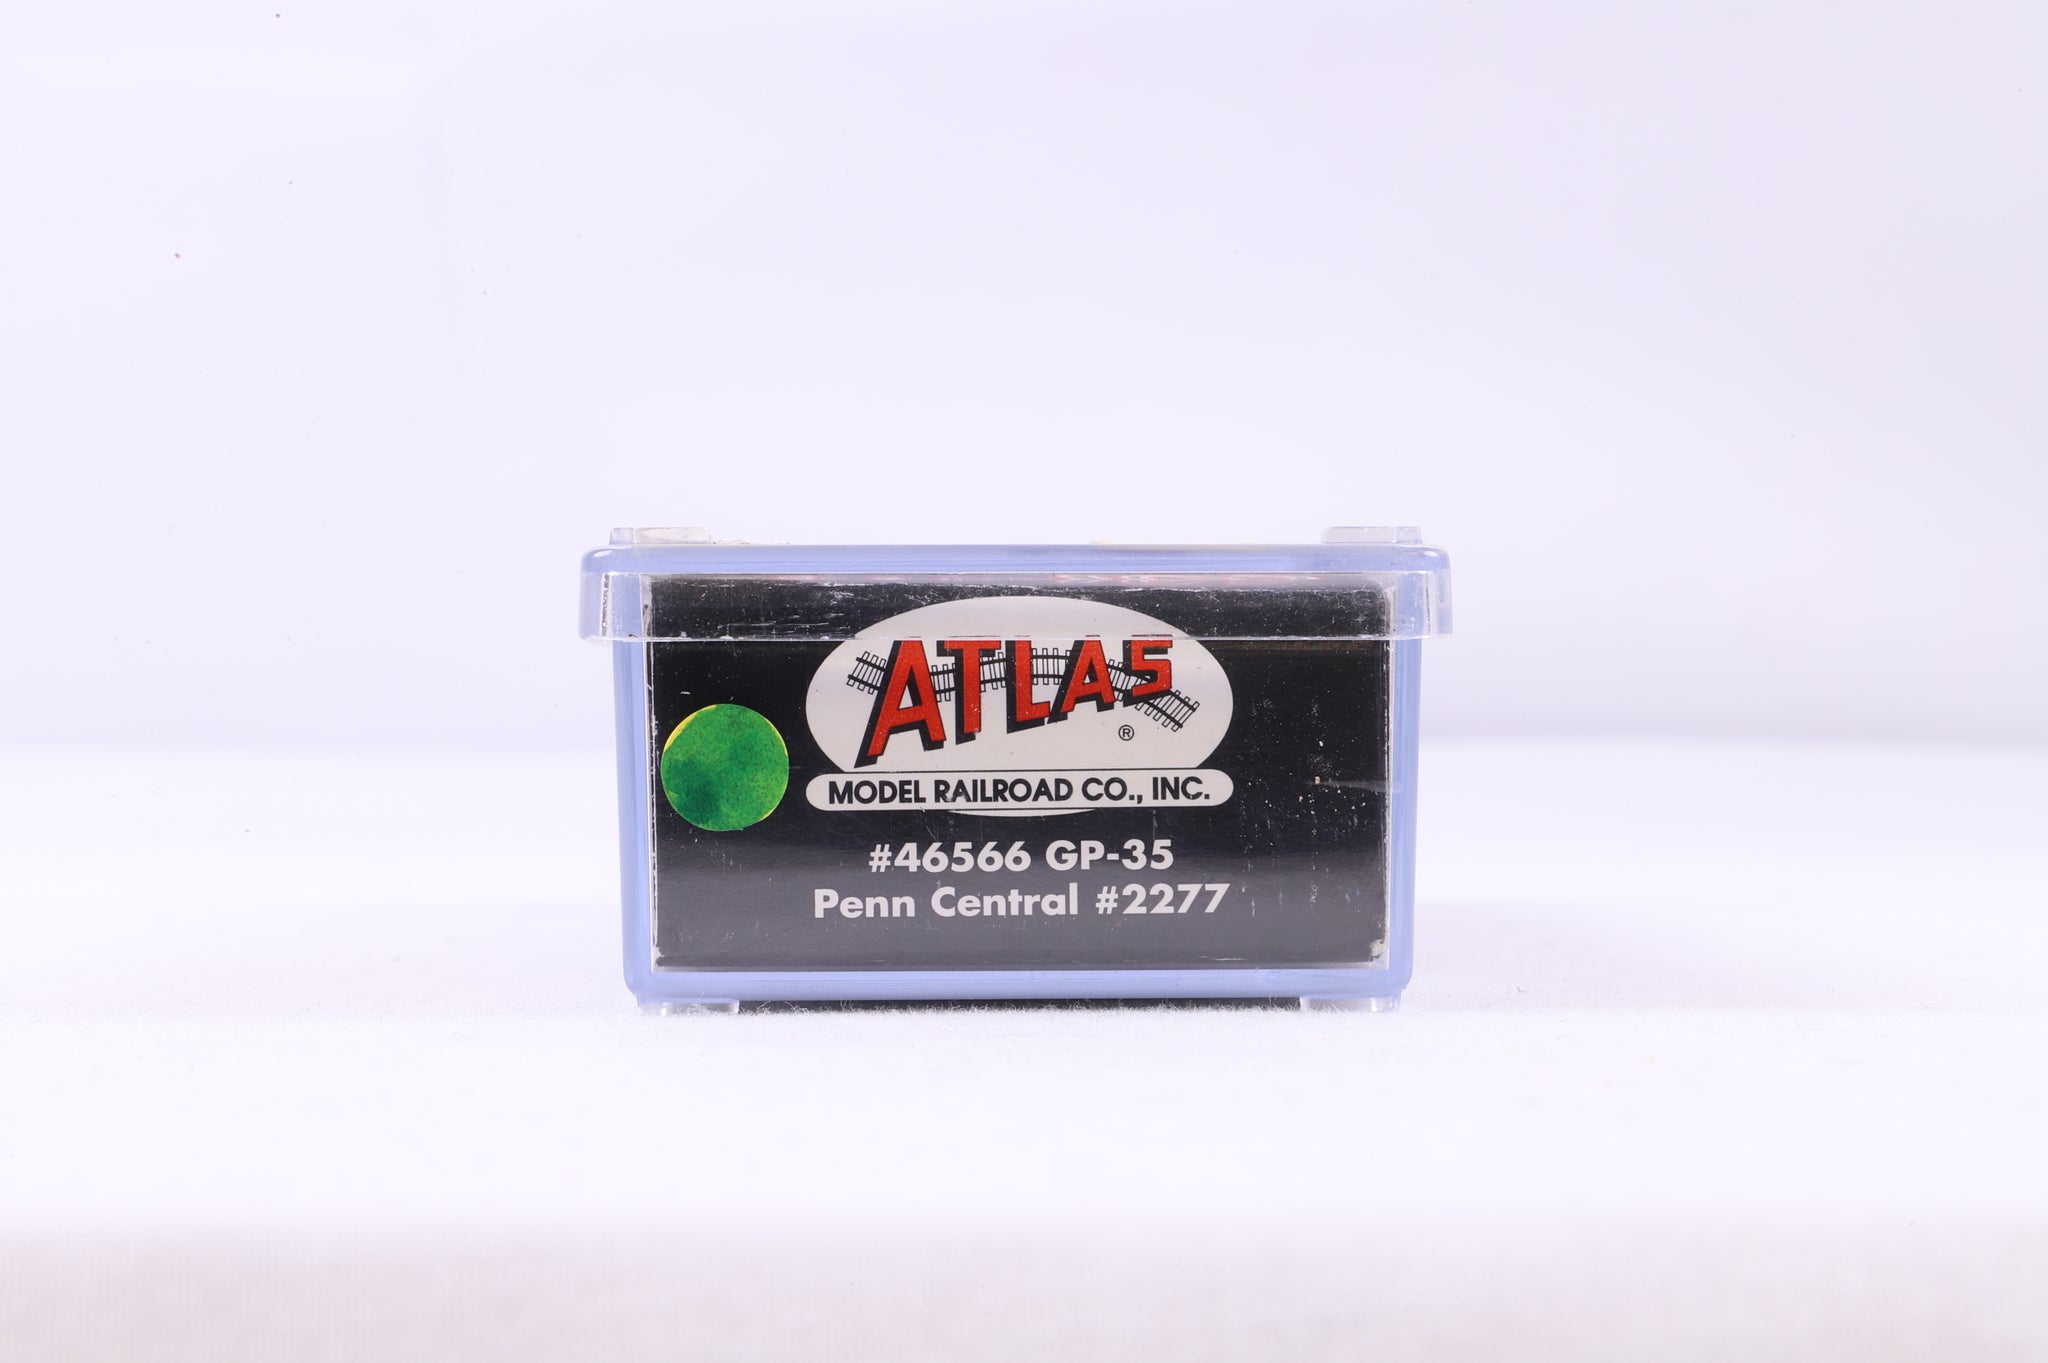 ATLAS
®
MODEL RAILROAD CO., INC.
#46566 GP-35
Penn Central #2277